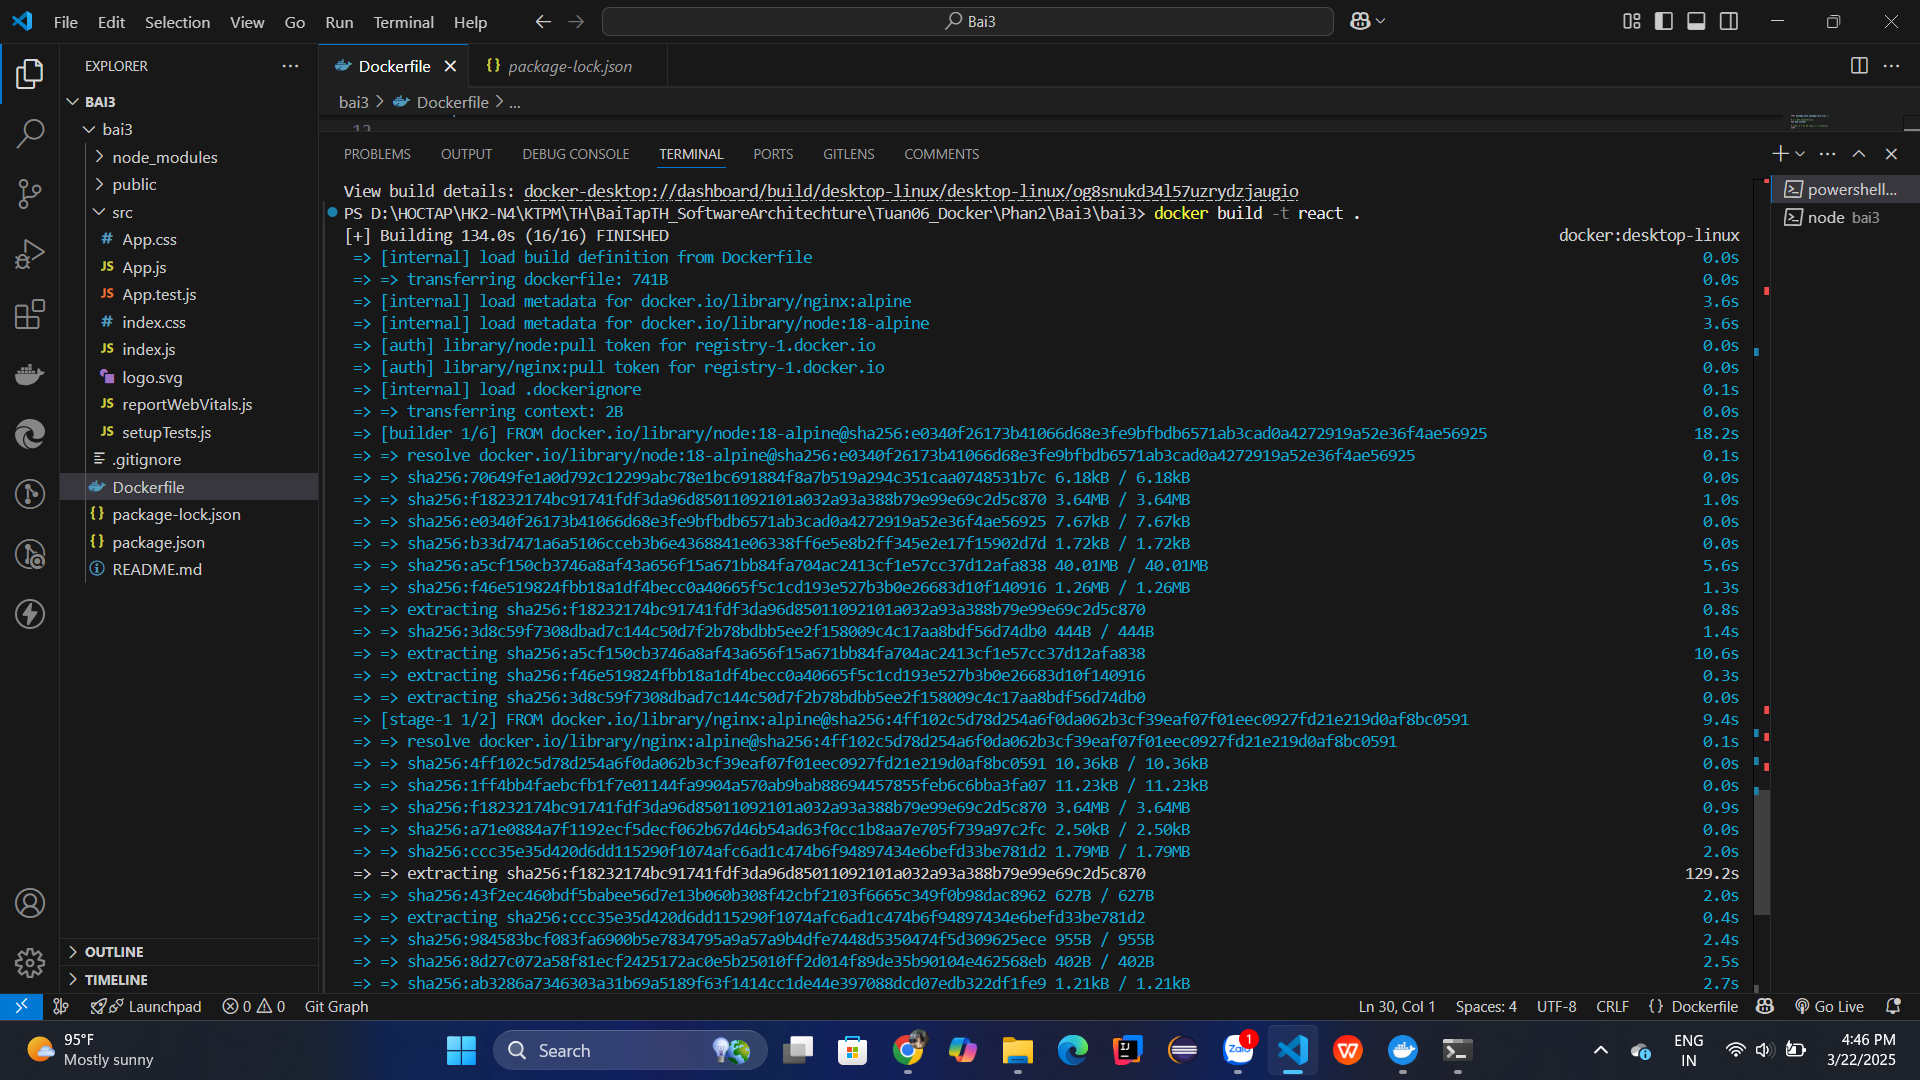 File Edit Selection View Go Run Terminal Help
Bai3
EXPLORER
BAI3
bai3
node_modules
public
src
App.css
App.js
App.test.js
index.css
index.js
logo.svg
reportWebVitals.js
setupTests.js
.gitignore
Dockerfile
package-lock.json
package.json
README.md
OUTLINE
TIMELINE
Dockerfile
package-lock.json
bai3 > Dockerfile > ...
12
PROBLEMS OUTPUT DEBUG CONSOLE TERMINAL PORTS GITLENS COMMENTS
powershell...
node bai3
View build details: docker-desktop://dashboard/build/desktop-linux/desktop-linux/og8snukd34l57uzrydzjaugio
PS D:\HOCTAP\HK2-N4\KTPM\TH\BaiTapTH_SoftwareArchitechture\Tuan06_Docker\Phan2\Bai3\bai3> docker build -t react .
[+] Building 134.0s (16/16) FINISHED docker:desktop-linux
=> [internal] load build definition from Dockerfile 0.0s
=> => transferring dockerfile: 741B 0.0s
=> [internal] load metadata for docker.io/library/nginx:alpine 3.6s
=> [internal] load metadata for docker.io/library/node:18-alpine 3.6s
=> [auth] library/node:pull token for registry-1.docker.io 0.0s
=> [auth] library/nginx:pull token for registry-1.docker.io 0.0s
=> [internal] load .dockerignore 0.1s
=> => transferring context: 2B 0.0s
=> [builder 1/6] FROM docker.io/library/node:18-alpine@sha256:e0340f26173b41066d68e3fe9bfbdb6571ab3cad0a4272919a52e36f4ae56925 18.2s
=> => resolve docker.io/library/node:18-alpine@sha256:e0340f26173b41066d68e3fe9bfbdb6571ab3cad0a4272919a52e36f4ae56925 0.1s
=> => sha256:70649fe1a0d792c12299abc78e1bc691884f8a7b519a294c351caa0748531b7c 6.18kB / 6.18kB 0.0s
=> => sha256:f18232174bc91741fdf3da96d85011092101a032a93a388b79e99e69c2d5c870 3.64MB / 3.64MB 1.0s
=> => sha256:e0340f26173b41066d68e3fe9bfbdb6571ab3cad0a4272919a52e36f4ae56925 7.67kB / 7.67kB 0.0s
=> => sha256:b33d7471a6a5106cceb3b6e4368841e06338ff6e5e8b2ff345e2e17f15902d7d 1.72kB / 1.72kB 0.0s
=> => sha256:a5cf150cb3746a8af43a656f15a671bb84fa704ac2413cf1e57cc37d12afa838 40.01MB / 40.01MB 5.6s
=> => sha256:f46e519824fbb18a1df4becc0a40665f5c1cd193e527b3b0e26683d10f140916 1.26MB / 1.26MB 1.3s
=> => extracting sha256:f18232174bc91741fdf3da96d85011092101a032a93a388b79e99e69c2d5c870 0.8s
=> => sha256:3d8c59f7308dbad7c144c50d7f2b78bdbb5ee2f158009c4c17aa8bdf56d74db0 444B / 444B 1.4s
=> => extracting sha256:a5cf150cb3746a8af43a656f15a671bb84fa704ac2413cf1e57cc37d12afa838 10.6s
=> => extracting sha256:f46e519824fbb18a1df4becc0a40665f5c1cd193e527b3b0e26683d10f140916 0.3s
=> => extracting sha256:3d8c59f7308dbad7c144c50d7f2b78bdbb5ee2f158009c4c17aa8bdf56d74db0 0.0s
=> [stage-1 1/2] FROM docker.io/library/nginx:alpine@sha256:4ff102c5d78d254a6f0da062b3cf39eaf07f01eec0927fd21e219d0af8bc0591 9.4s
=> => resolve docker.io/library/nginx:alpine@sha256:4ff102c5d78d254a6f0da062b3cf39eaf07f01eec0927fd21e219d0af8bc0591 0.1s
=> => sha256:4ff102c5d78d254a6f0da062b3cf39eaf07f01eec0927fd21e219d0af8bc0591 10.36kB / 10.36kB 0.0s
=> => sha256:1ff4bb4faebcfb1f7e01144fa9904a570ab9bab88694457855feb6c6bba3fa07 11.23kB / 11.23kB 0.0s
=> => sha256:f18232174bc91741fdf3da96d85011092101a032a93a388b79e99e69c2d5c870 3.64MB / 3.64MB 0.9s
=> => sha256:a71e0884a7f1192ecf5decf062b67d46b54ad63f0cc1b8aa7e705f739a97c2fc 2.50kB / 2.50kB 0.0s
=> => sha256:ccc35e35d420d6dd115290f1074afc6ad1c474b6f94897434e6befd33be781d2 1.79MB / 1.79MB 2.0s
=> => extracting sha256:f18232174bc91741fdf3da96d85011092101a032a93a388b79e99e69c2d5c870 129.2s
=> => sha256:43f2ec460bdf5babee56d7e13b060b308f42cbf2103f6665c349f0b98dac8962 627B / 627B 2.0s
=> => extracting sha256:ccc35e35d420d6dd115290f1074afc6ad1c474b6f94897434e6befd33be781d2 0.4s
=> => sha256:984583bcf083fa6900b5e7834795a9a57a9b4dfe7448d5350474f5d309625ece 955B / 955B 2.4s
=> => sha256:8d27c072a58f81ecf2425172ac0e5b25010ff2d014f89de35b90104e462568eb 402B / 402B 2.5s
=> => sha256:ab3286a7346303a31b69a5189f63f1414cc1de44e397088dcd07edb322df1fe9 1.21kB / 1.21kB 2.7s
Launchpad 0 0 Git Graph Ln 30, Col 1 Spaces: 4 UTF-8 CRLF Dockerfile Go Live
95°F
Mostly sunny
Search
Zalo
1
ENG
IN
4:46 PM
3/22/2025